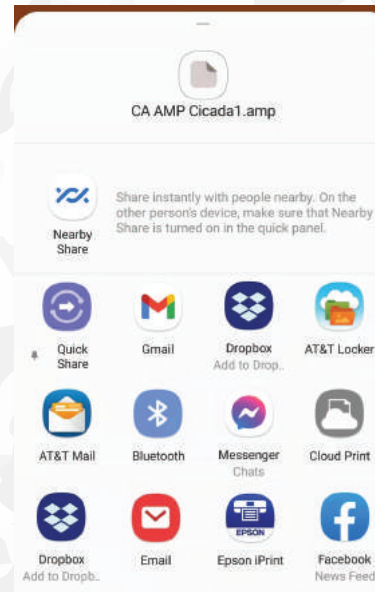 CA AMP Cicada1.amp
Nearby
Share
Share instantly with people nearby. On the
other person's device, make sure that Nearby
Share is turned on in the quick panel.
Quick
Share
Gmail
Dropbox
Add to Drop..
AT&T Locker
AT&T Mail
Bluetooth
Messenger
Chats
Cloud Print
EPSON
Dropbox
Add to Dropb..
Email
Epson iPrint
Facebook
News Feed